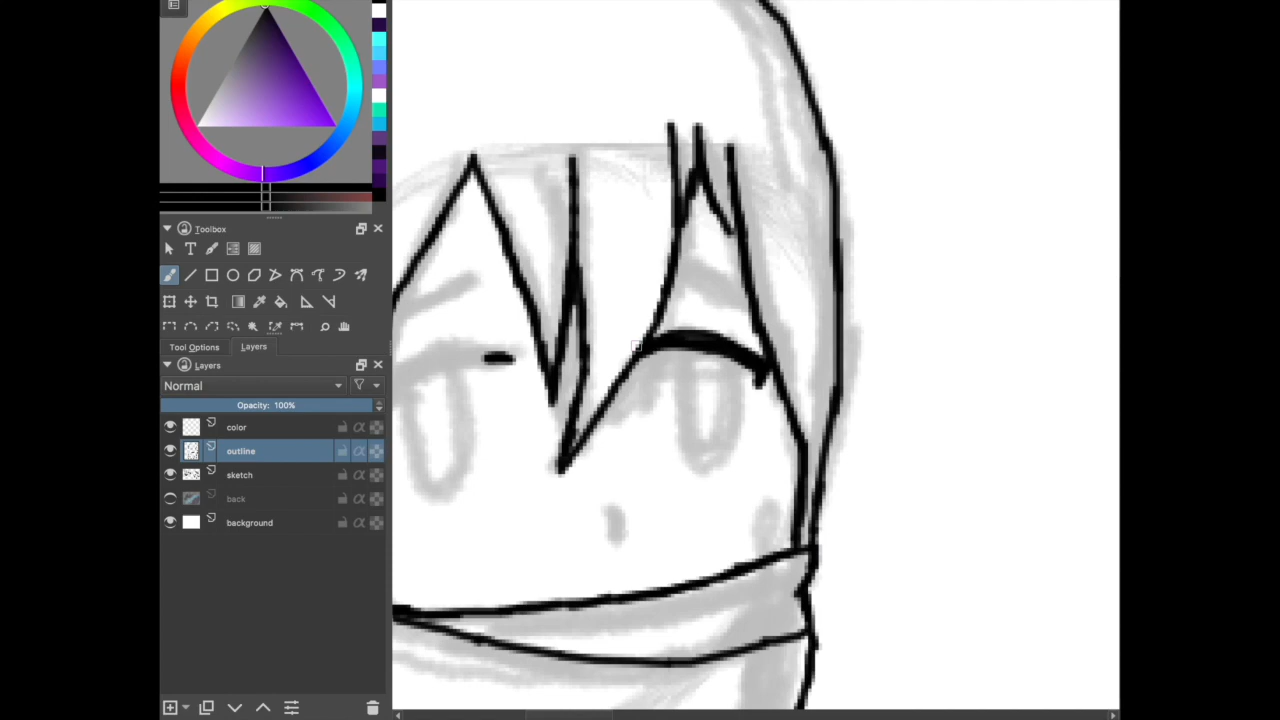 Toolbox
Tool Options Layers
Layers
Normal
Opacity: 100%
color
outline
sketch
back
background